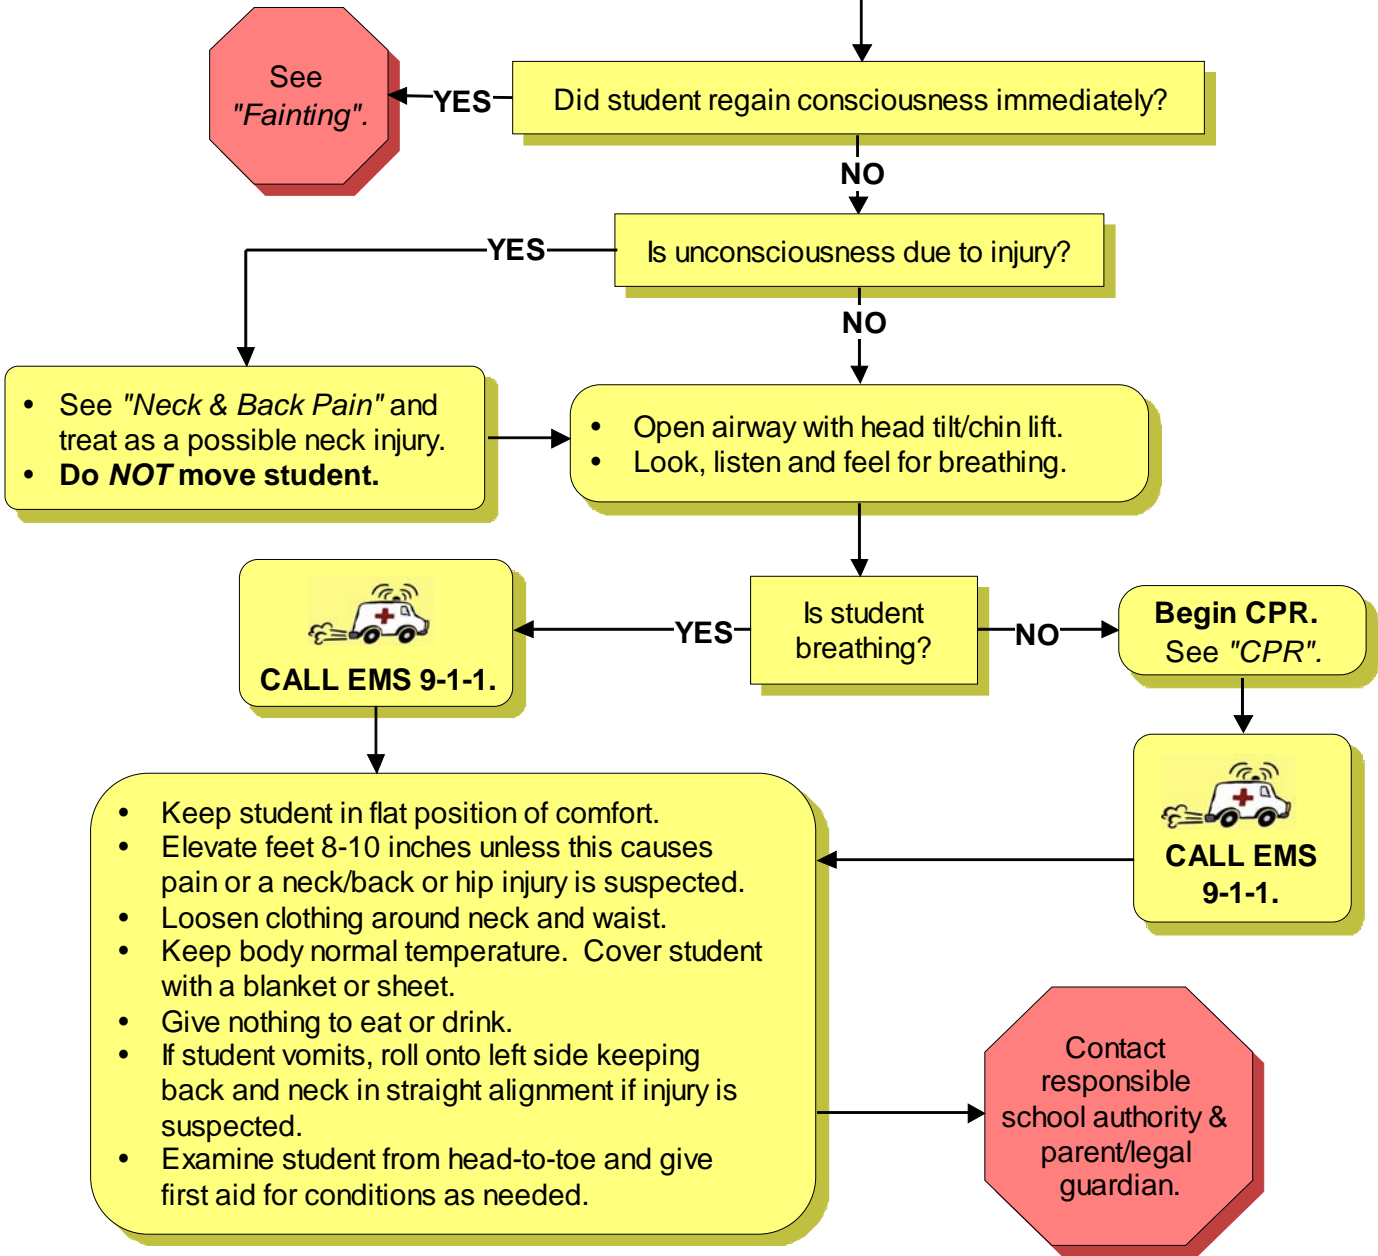 See
"Fainting".
YES
Did student regain consciousness immediately?
NO
YES
Is unconsciousness due to injury?
NO
• See "Neck & Back Pain" and
treat as a possible neck injury.
• Do NOT move student.
• Open airway with head tilt/chin lift.
• Look, listen and feel for breathing.
CALL EMS 9-1-1.
YES
Is student
breathing?
NO
Begin CPR.
See "CPR".
CALL EMS
9-1-1.
• Keep student in flat position of comfort.
• Elevate feet 8-10 inches unless this causes
pain or a neck/back or hip injury is suspected.
• Loosen clothing around neck and waist.
• Keep body normal temperature.  Cover student
with a blanket or sheet.
• Give nothing to eat or drink.
• If student vomits, roll onto left side keeping
back and neck in straight alignment if injury is
suspected.
• Examine student from head-to-toe and give
first aid for conditions as needed.
Contact
responsible
school authority &
parent/legal
guardian.